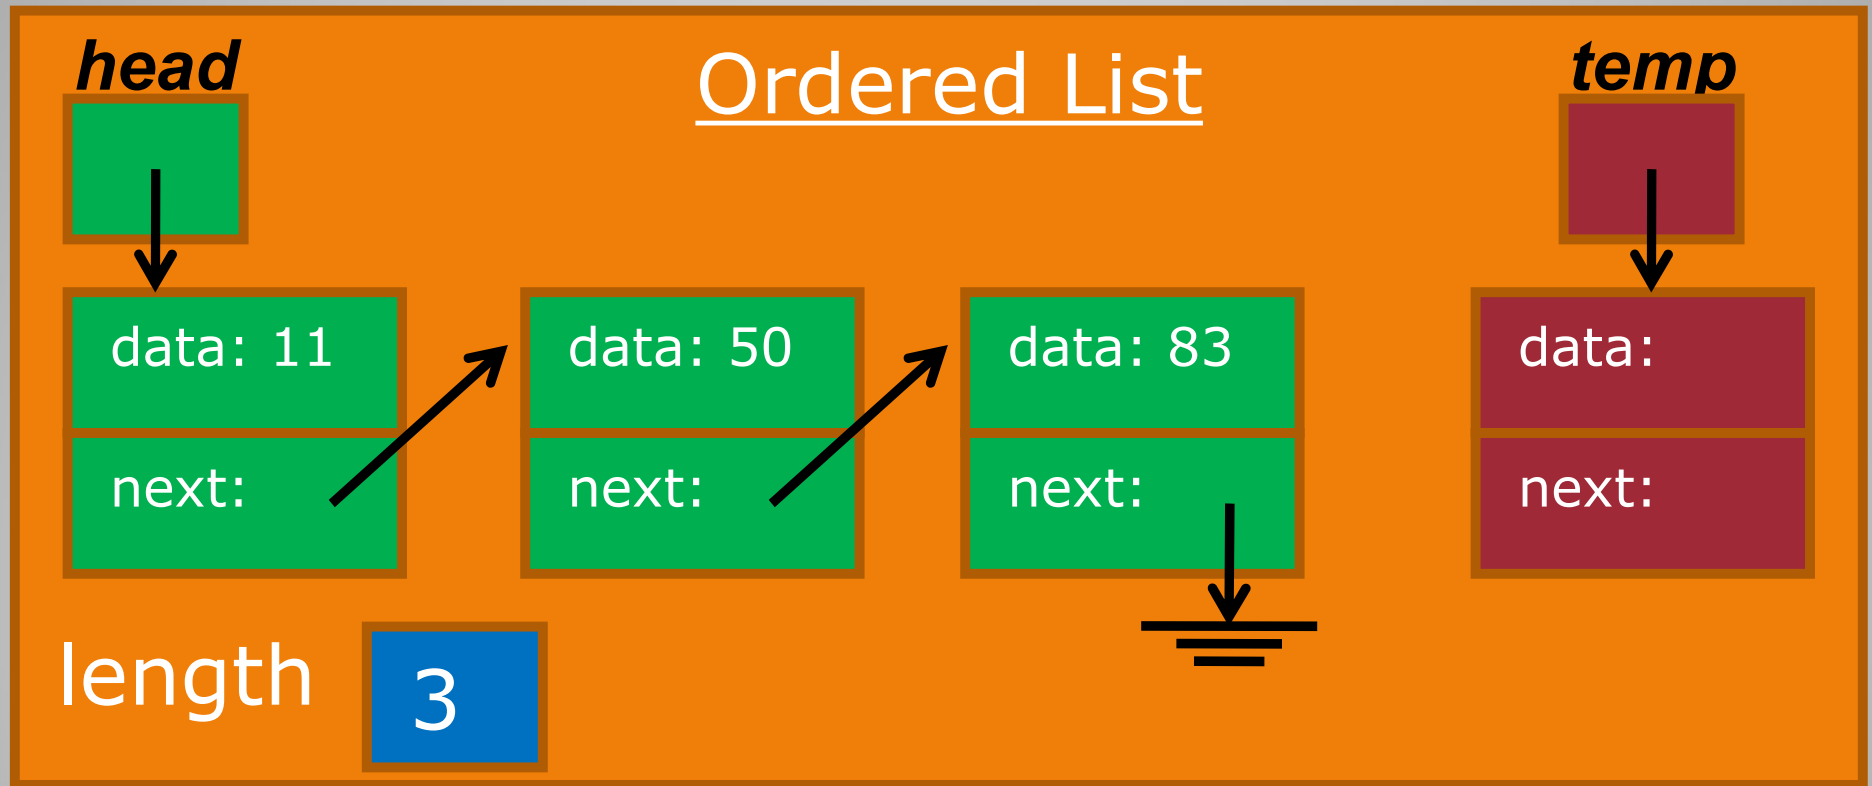 head
Ordered List
temp
data: 11
data: 50
data: 83
data:
next:
next:
next:
next:
length
3